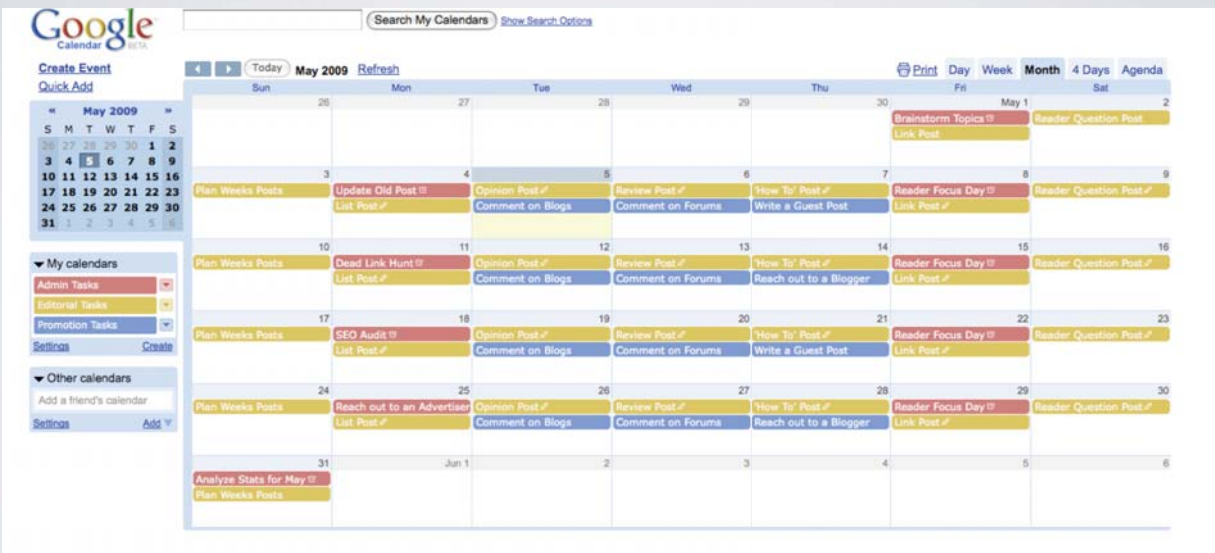 Google
Calendar BETA
Search My Calendars Show Search Options
Create Event
Quick Add
Today May 2009 Refresh
Print Day Week Month 4 Days Agenda
« May 2009 »
S M T W T F S
26 27 28 29 30 1 2
3 4 5 6 7 8 9
10 11 12 13 14 15 16
17 18 19 20 21 22 23
24 25 26 27 28 29 30
31 1 2 3 4 5 6
My calendars
Admin Tasks
Editorial Tasks
Promotion Tasks
Settings Create
Other calendars
Add a friend's calendar
Settings Add
Sun Mon Tue Wed Thu Fri Sat
26 27 28 29 30 May 1 2
Brainstorm Topics Reader Question Post
Link Post
3 4 5 6 7 8 9
Plan Weeks Posts Update Old Post Opinion Post Review Post 'How To' Post Reader Focus Day Reader Question Post
List Post Comment on Blogs Comment on Forums Write a Guest Post Link Post
10 11 12 13 14 15 16
Plan Weeks Posts Dead Link Hunt Opinion Post Review Post 'How To' Post Reader Focus Day Reader Question Post
List Post Comment on Blogs Comment on Forums Reach out to a Blogger Link Post
17 18 19 20 21 22 23
Plan Weeks Posts SEO Audit Opinion Post Review Post 'How To' Post Reader Focus Day Reader Question Post
List Post Comment on Blogs Comment on Forums Write a Guest Post Link Post
24 25 26 27 28 29 30
Plan Weeks Posts Reach out to an Advertiser Opinion Post Review Post 'How To' Post Reader Focus Day Reader Question Post
List Post Comment on Blogs Comment on Forums Reach out to a Blogger Link Post
31 Jun 1 2 3 4 5 6
Analyze Stats for May
Plan Weeks Posts